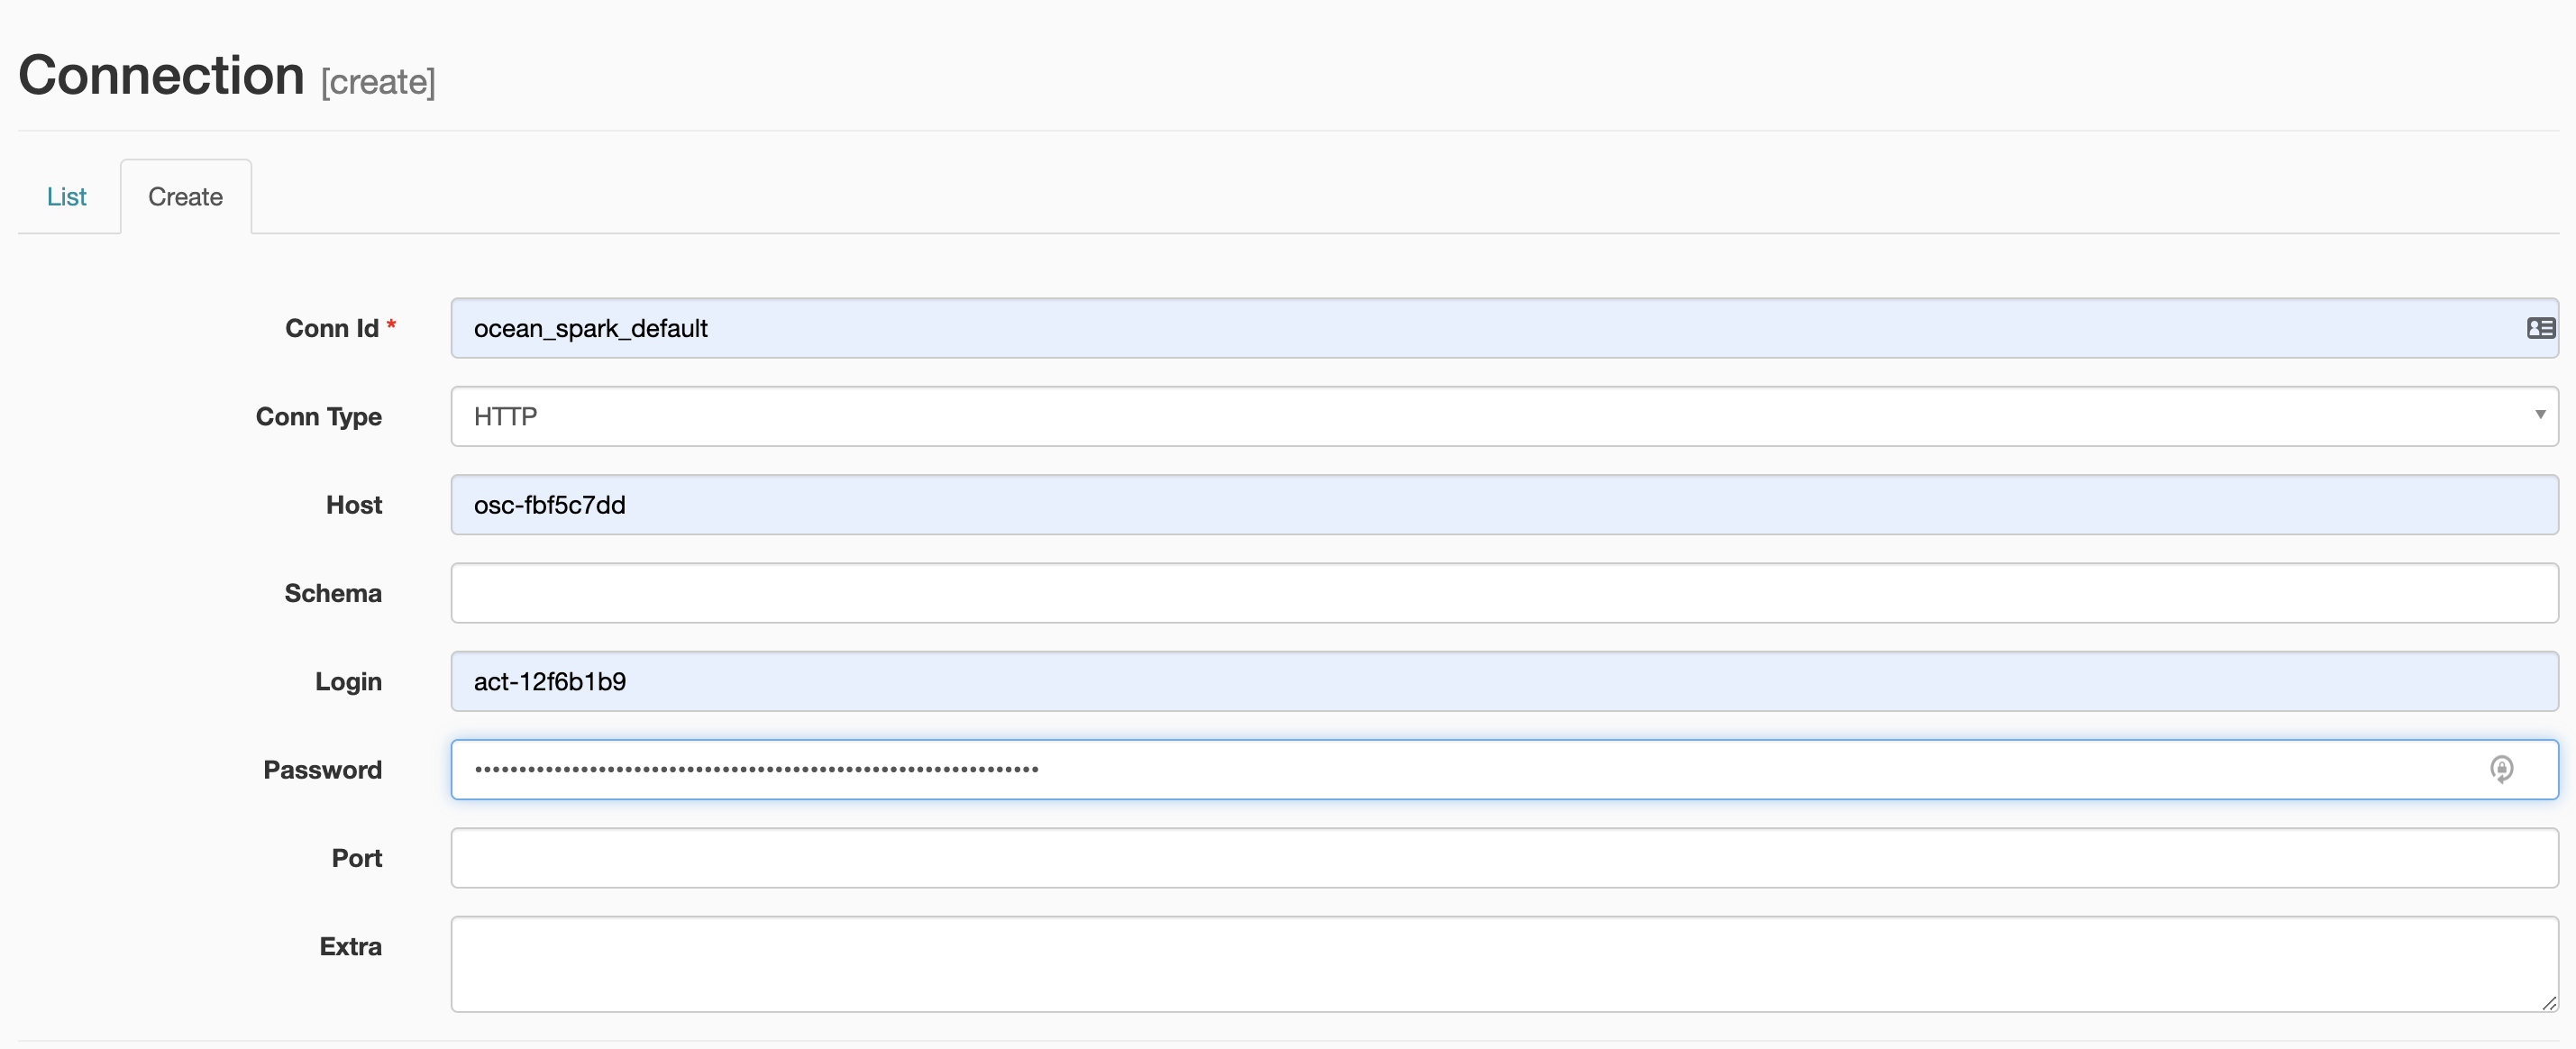 Connection [create]
List Create
Conn Id * ocean_spark_default
Conn Type HTTP
Host osc-fbf5c7dd
Schema
Login act-12f6b1b9
Password ••••••••••••••••••••••••••••••••••••••••••••••••••••••••••••••••
Port
Extra